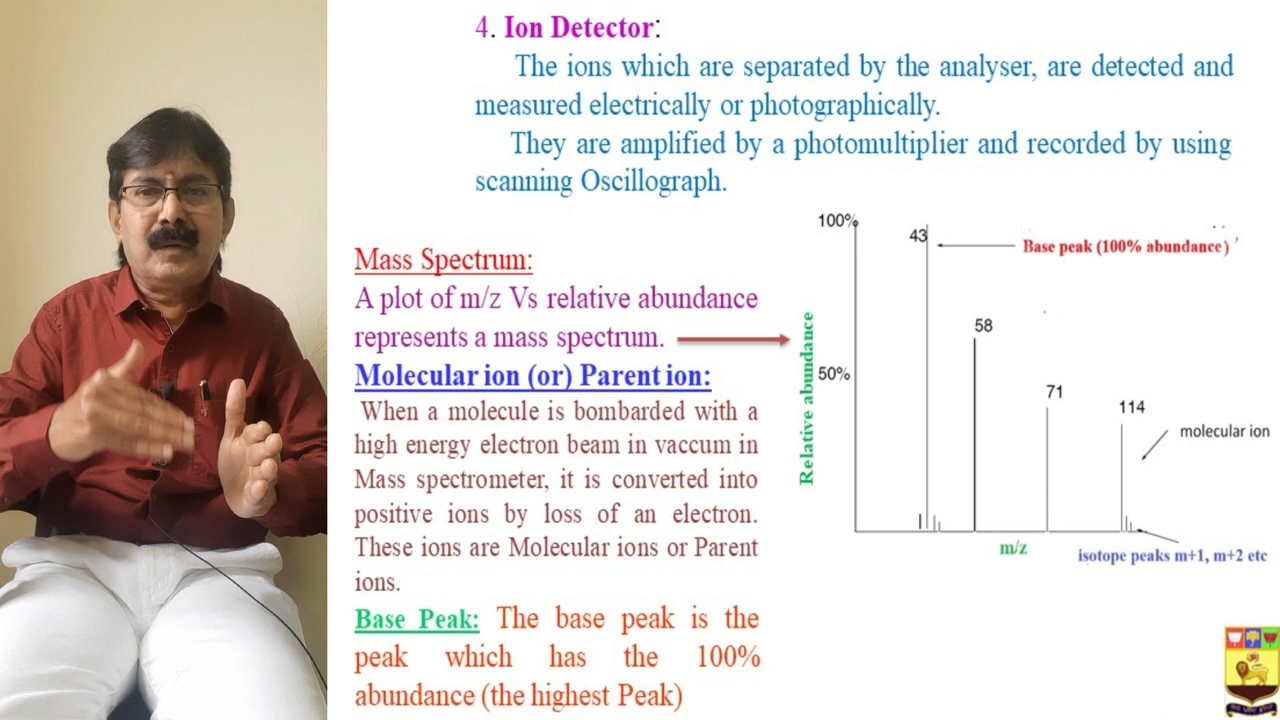 4. Ion Detector:
The ions which are separated by the analyser, are detected and
measured electrically or photographically.
They are amplified by a photomultiplier and recorded by using
scanning Oscillograph.
Mass Spectrum:
A plot of m/z Vs relative abundance
represents a mass spectrum.
Molecular ion (or) Parent ion:
When a molecule is bombarded with a
high energy electron beam in vaccum in
Mass spectrometer, it is converted into
positive ions by loss of an electron.
These ions are Molecular ions or Parent
ions.
Base Peak: The base peak is the
peak which has the 100%
abundance (the highest Peak)
100%
43
Base peak (100% abundance)
58
50%
71
114
molecular ion
Relative abundance
m/z
isotope peaks m+1, m+2 etc